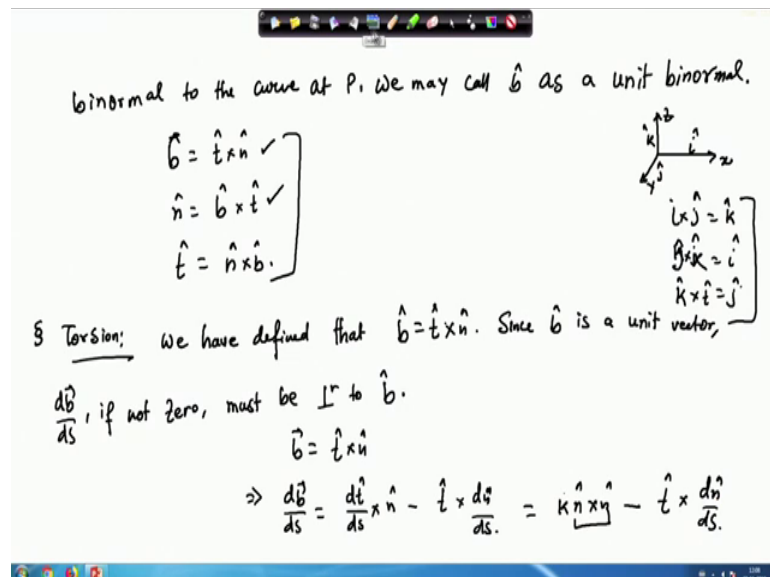 binormal to the curve at P. We may call b̂ as a unit binormal.
b⃗ = t̂ × n̂ ✓
n̂ = b̂ × t̂ ✓
t̂ = n̂ × b̂.
z
k̂
î
x
y
ĵ
i × ĵ = k̂
ĵ × k̂ = î
k̂ × î = ĵ
§ Torsion: We have defined that b̂ = t̂ × n̂. Since b̂ is a unit vector,
db⃗/ds, if not zero, must be ⊥r to b̂.
b⃗ = t̂ × n̂
⇒ db⃗/ds = dt̂/ds × n̂ − t̂ × dn̂/ds. = κ n̂ × n̂ − t̂ × dn̂/ds.